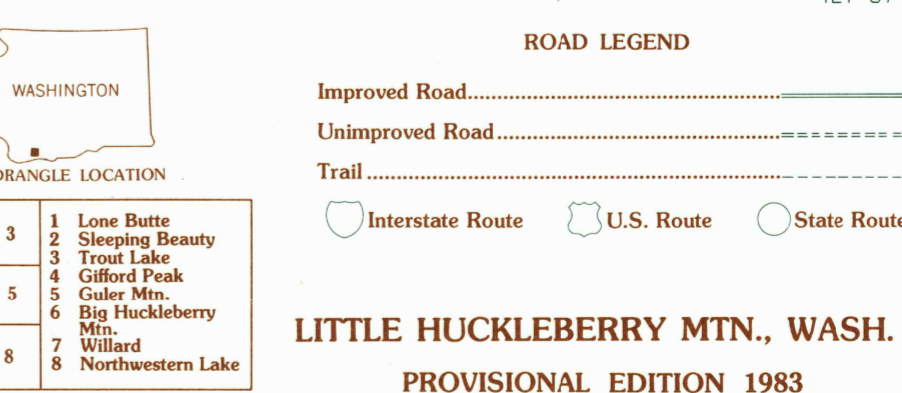 ROAD LEGEND
WASHINGTON
Improved Road
Unimproved Road
Trail
LOCATION
Interstate Route
U.S. Route
State Route
3
5
8
1 Lone Butte
2 Sleeping Beauty
3 Trout Lake
4 Gifford Peak
5 Guler Mtn.
6 Big Huckleberry
Mtn.
7 Willard
8 Northwestern Lake
LITTLE HUCKLEBERRY MTN., WASH.
PROVISIONAL EDITION 1983